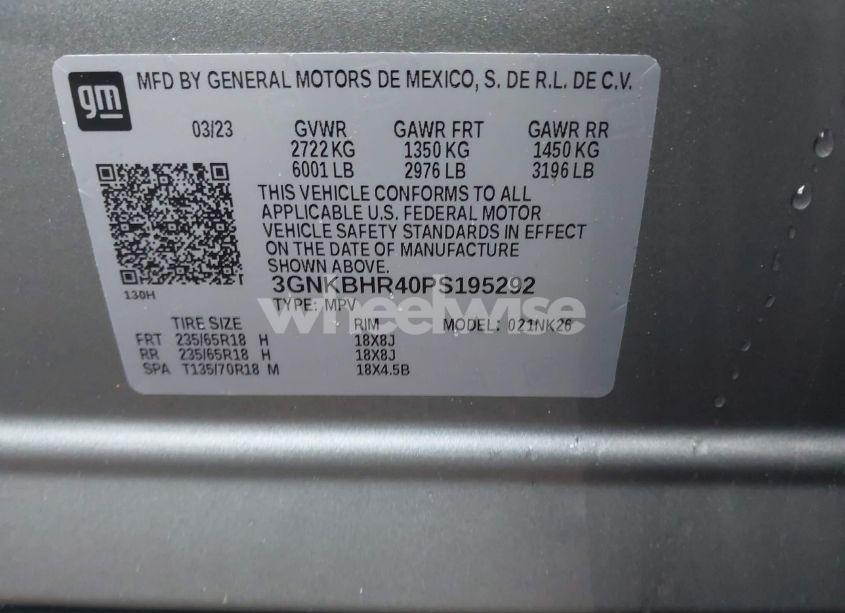 gm
MFD BY GENERAL MOTORS DE MEXICO, S. DE R.L. DE C.V.
03/23 GVWR GAWR FRT GAWR RR
2722 KG 1350 KG 1450 KG
6001 LB 2976 LB 3196 LB
THIS VEHICLE CONFORMS TO ALL
APPLICABLE U.S. FEDERAL MOTOR
VEHICLE SAFETY STANDARDS IN EFFECT
ON THE DATE OF MANUFACTURE
SHOWN ABOVE.
130H
3GNKBHR40PS195292
wheelwise
TYPE: MPV
TIRE SIZE RIM MODEL: 021NK26
FRT 235/65R18 H 18X8J
RR 235/65R18 H 18X8J
SPA T135/70R18 M 18X4.5B